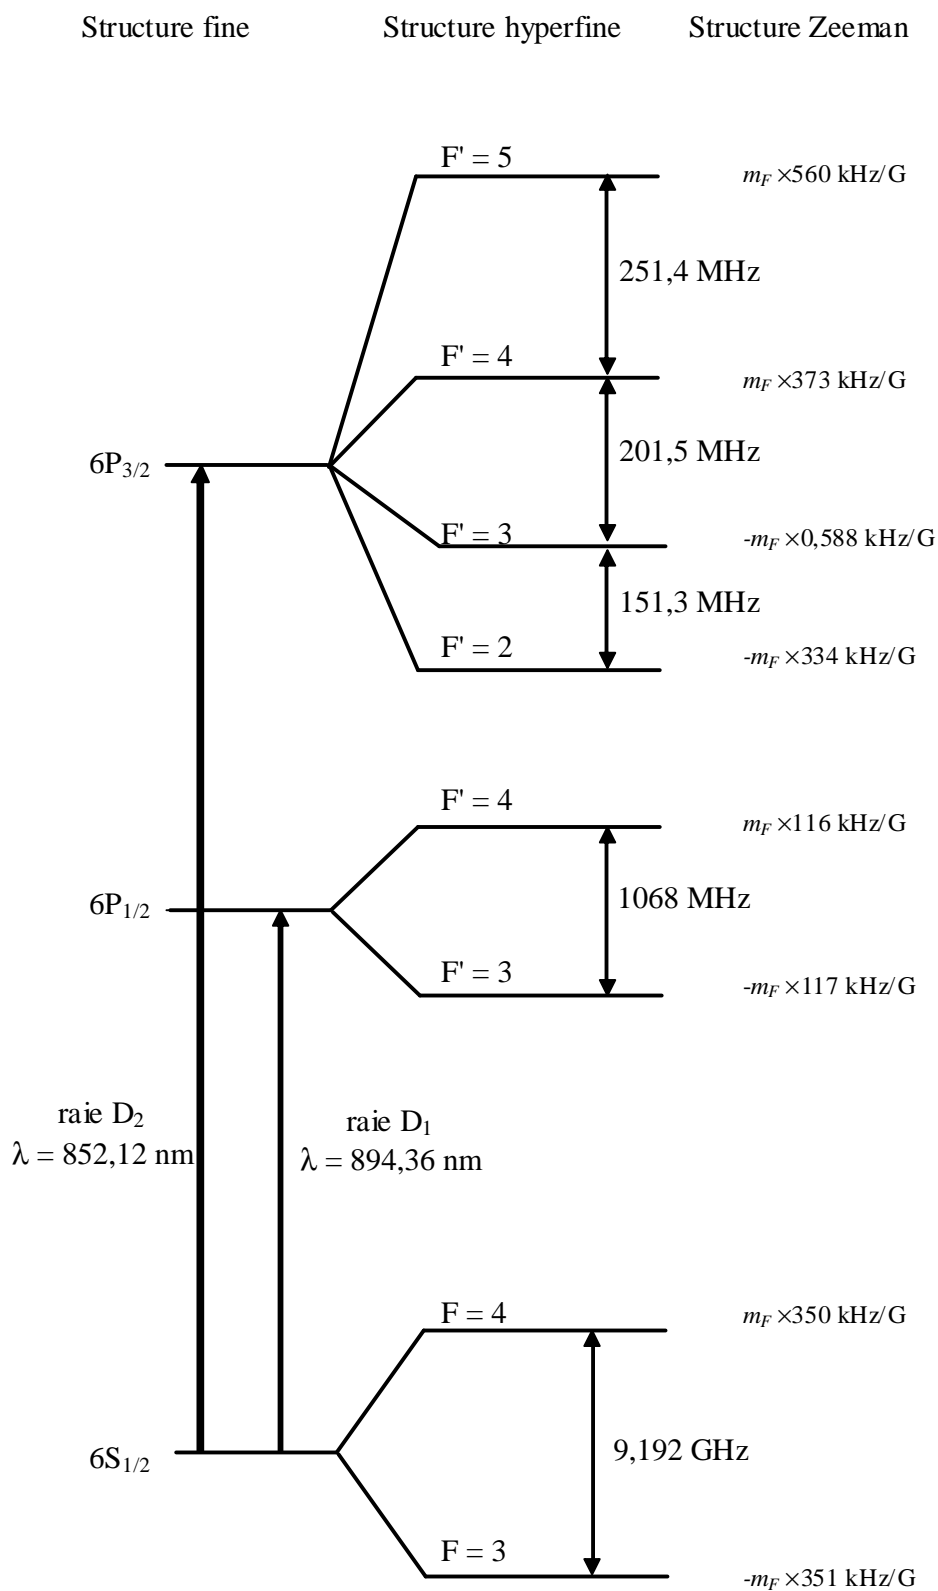 Structure fine Structure hyperfine Structure Zeeman
F' = 5 m_F ×560 kHz/G
251,4 MHz
F' = 4 m_F ×373 kHz/G
201,5 MHz
6P3/2
F' = 3 -m_F ×0,588 kHz/G
151,3 MHz
F' = 2 -m_F ×334 kHz/G
F' = 4 m_F ×116 kHz/G
6P1/2 1068 MHz
F' = 3 -m_F ×117 kHz/G
raie D2
λ = 852,12 nm
raie D1
λ = 894,36 nm
F = 4 m_F ×350 kHz/G
6S1/2 9,192 GHz
F = 3 -m_F ×351 kHz/G